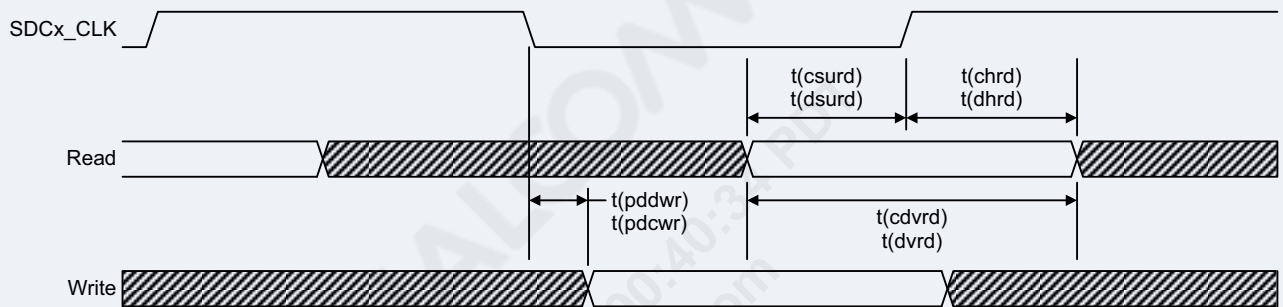 SDCx_CLK
t(csurd)
t(dsurd)
t(chrd)
t(dhrd)
Read
t(pddwr)
t(pdcwr)
t(cdvrd)
t(dvrd)
Write